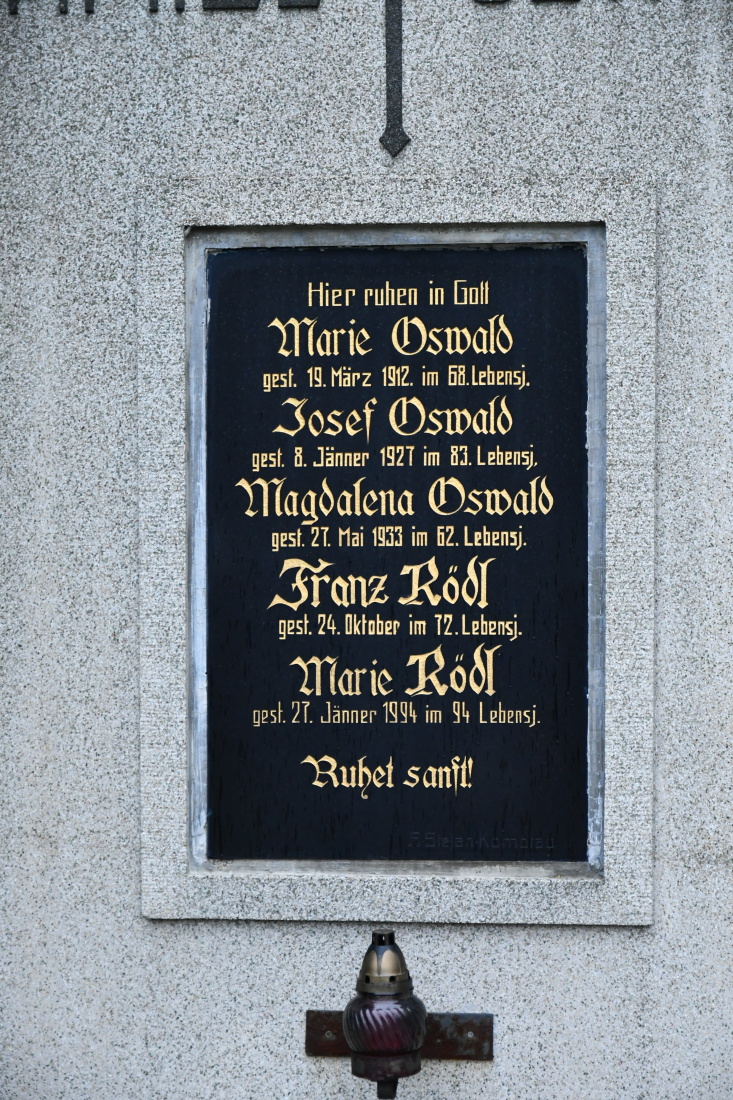 Hier ruhen in Gott
Marie Oswald
gest. 19. März 1912. im 68. Lebensj.
Josef Oswald
gest. 8. Jänner 1927 im 83. Lebensj.
Magdalena Oswald
gest. 27. Mai 1933 im 62. Lebensj.
Franz Rödl
gest. 24. Oktober im 72. Lebensj.
Marie Rödl
gest. 27. Jänner 1994 im 94 Lebensj.
Ruhet sanft!